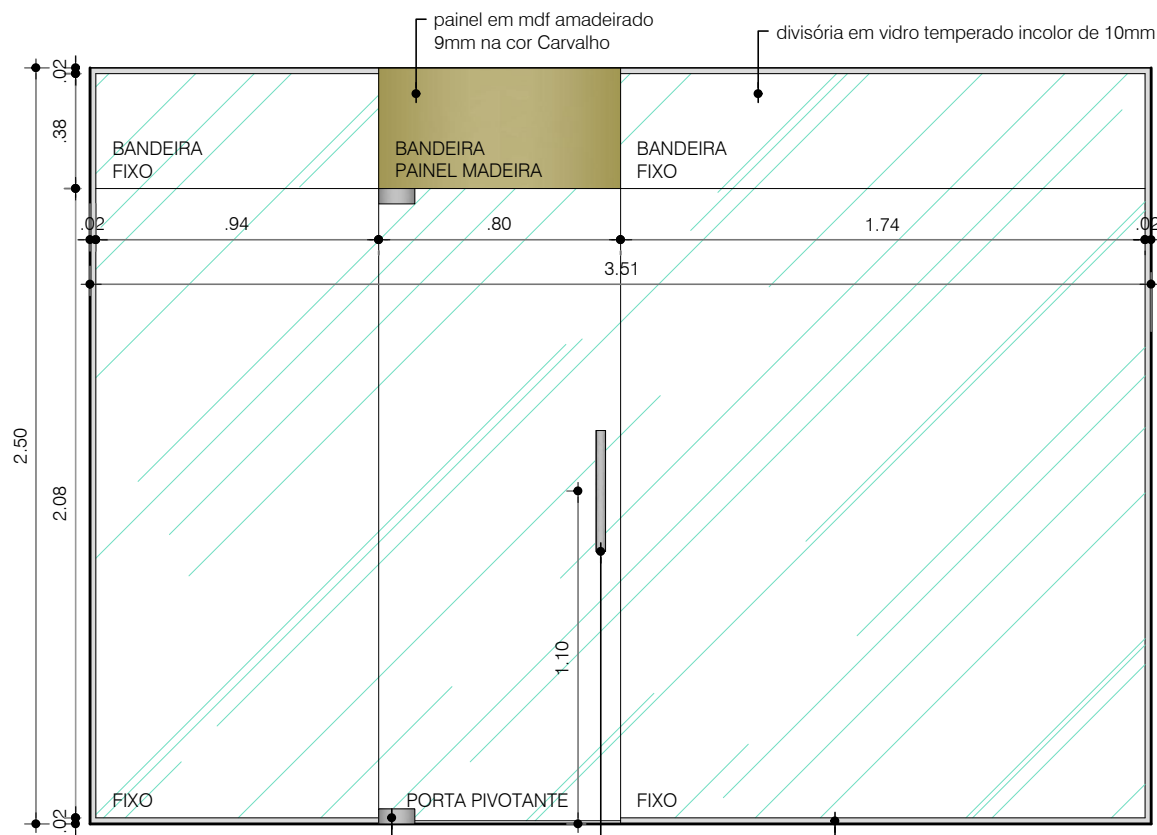 painel em mdf amadeirado
9mm na cor Carvalho
divisória em vidro temperado incolor de 10mm
.02
.38
BANDEIRA
FIXO
BANDEIRA
PAINEL MADEIRA
BANDEIRA
FIXO
.02
.94
.80
1.74
.02
3.51
2.50
2.08
1.10
.02
FIXO
PORTA PIVOTANTE
FIXO